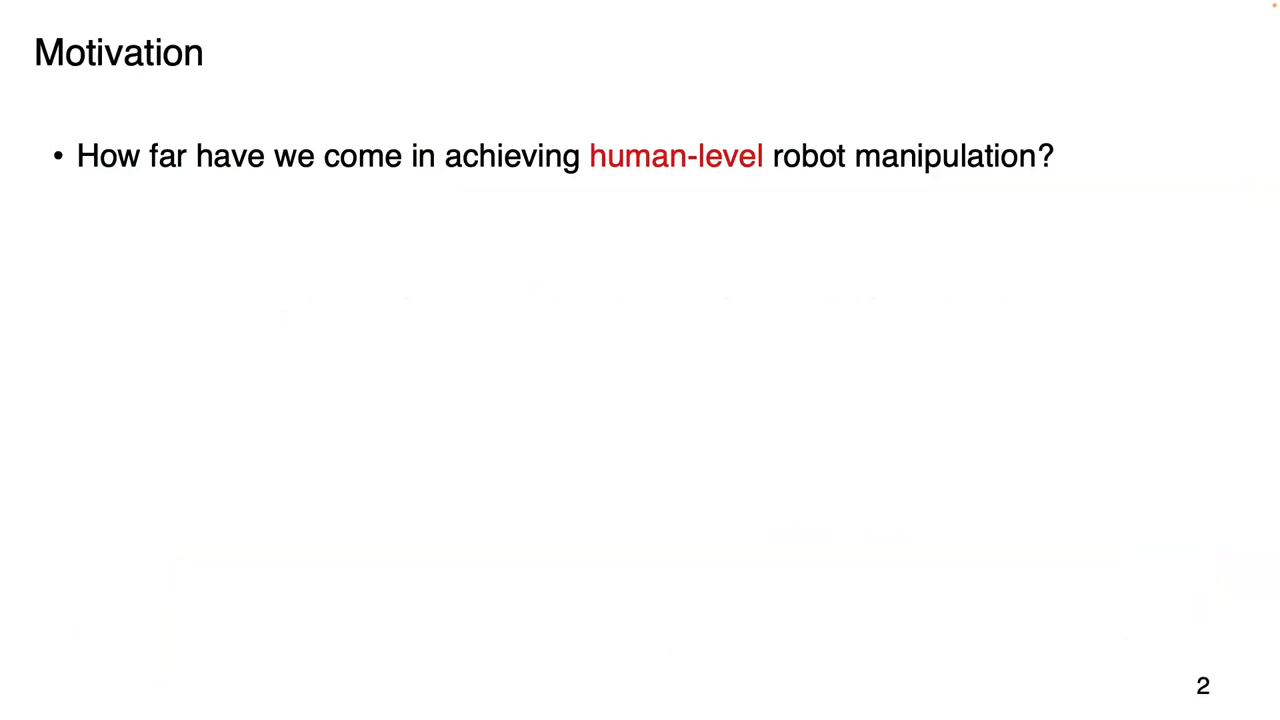 Motivation
• How far have we come in achieving human-level robot manipulation?
2